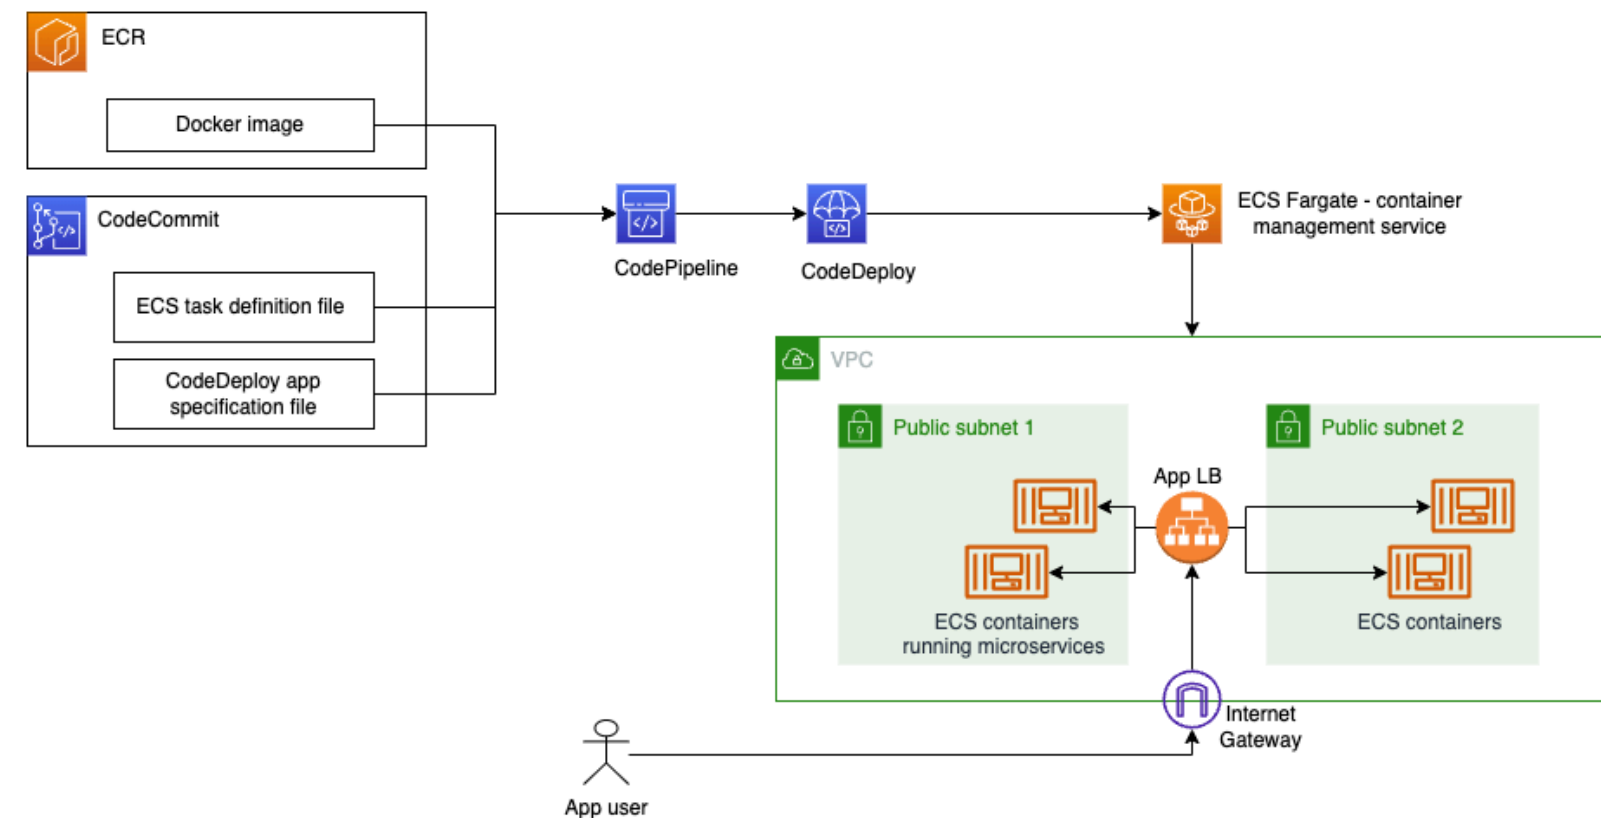 ECR
Docker image
CodeCommit
ECS task definition file
CodeDeploy app
specification file
CodePipeline
CodeDeploy
ECS Fargate - container
management service
VPC
Public subnet 1
Public subnet 2
App LB
ECS containers
running microservices
ECS containers
Internet
Gateway
App user